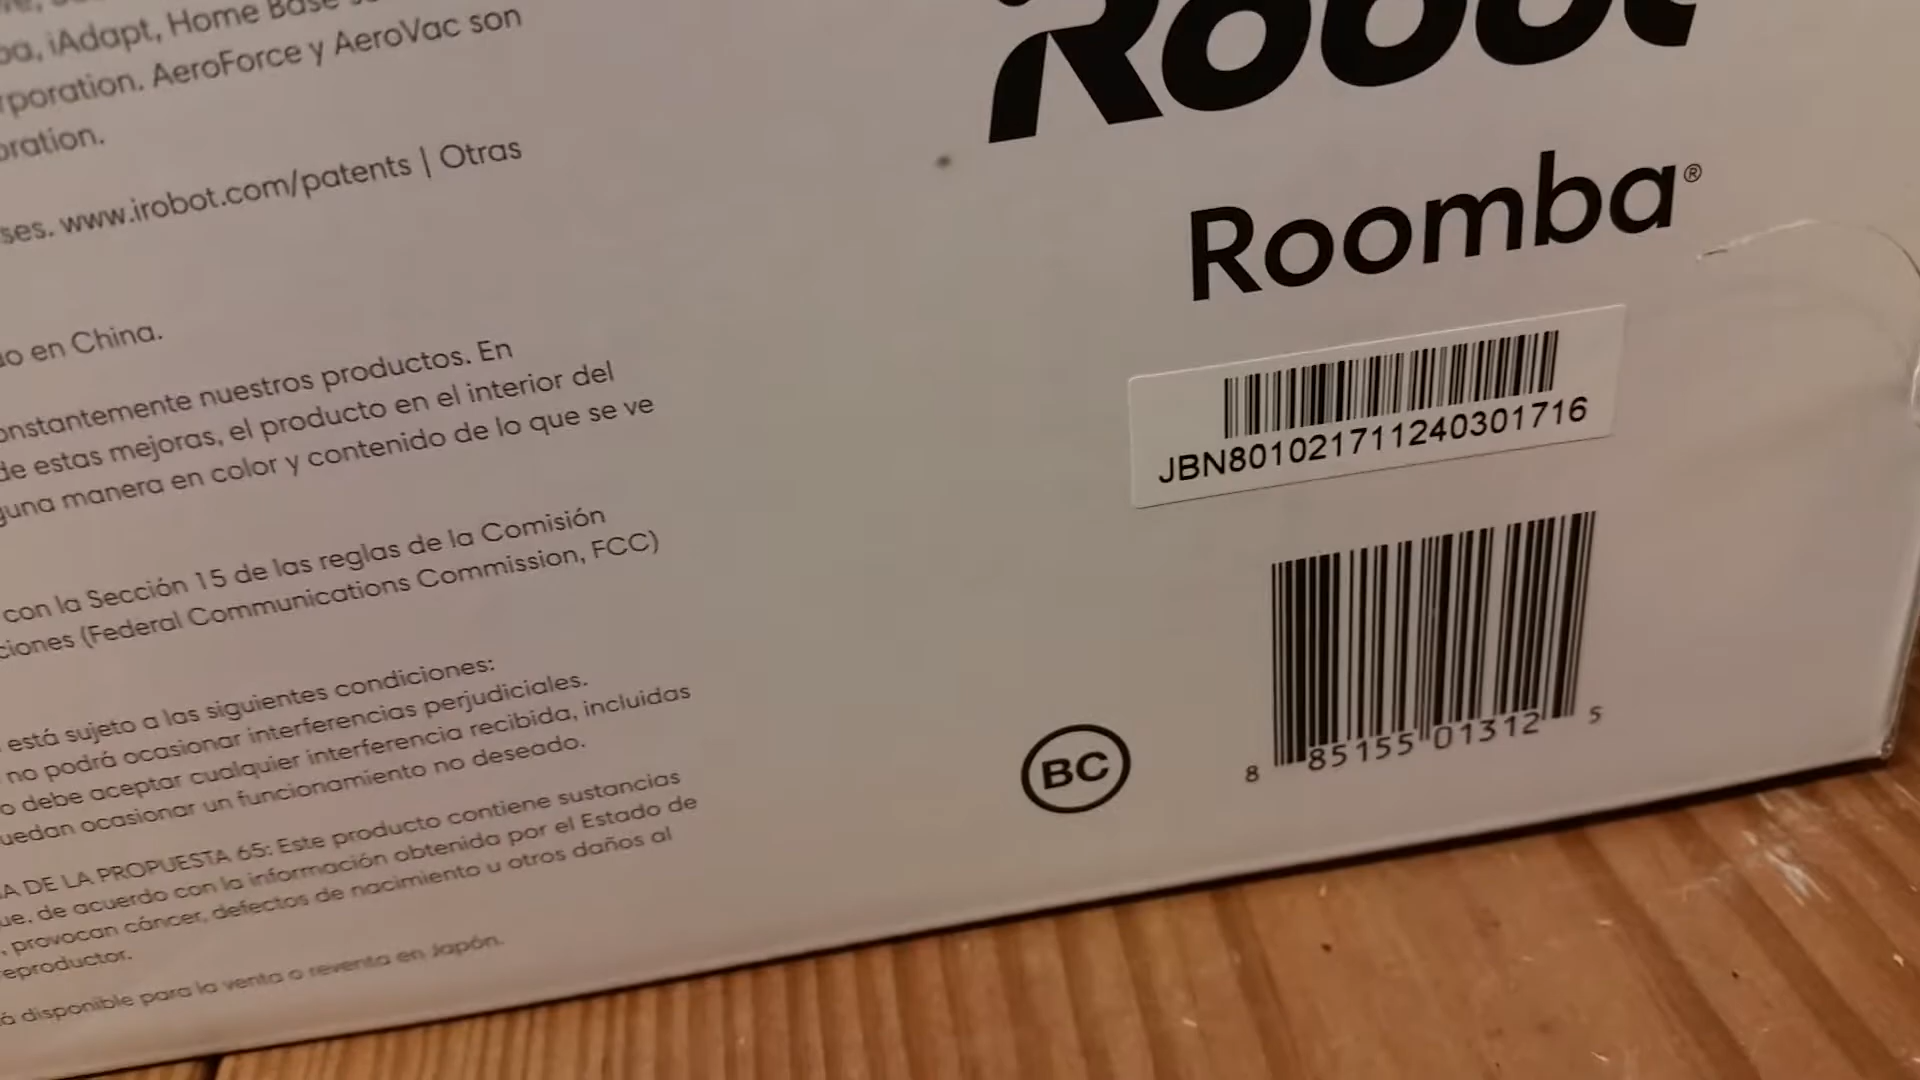 ba, iAdapt, Home Base
rporation. AeroForce y AeroVac son
oration.
ses. www.irobot.com/patents | Otras
do en China.
onstantemente nuestros productos. En
de estas mejoras, el producto en el interior del
guna manera en color y contenido de lo que se ve
con la Sección 15 de las reglas de la Comisión
ciones (Federal Communications Commission, FCC)
está sujeto a las siguientes condiciones:
no podrá ocasionar interferencias perjudiciales.
o debe aceptar cualquier interferencia recibida, incluidas
uedan ocasionar un funcionamiento no deseado.
IA DE LA PROPUESTA 65: Este producto contiene sustancias
ue, de acuerdo con la información obtenida por el Estado de
, provocan cáncer, defectos de nacimiento u otros daños al
eproductor.
á disponible para la venta o reventa en Japón.
iRobot
Roomba®
JBN801021711240301716
BC
8 85155 01312 5